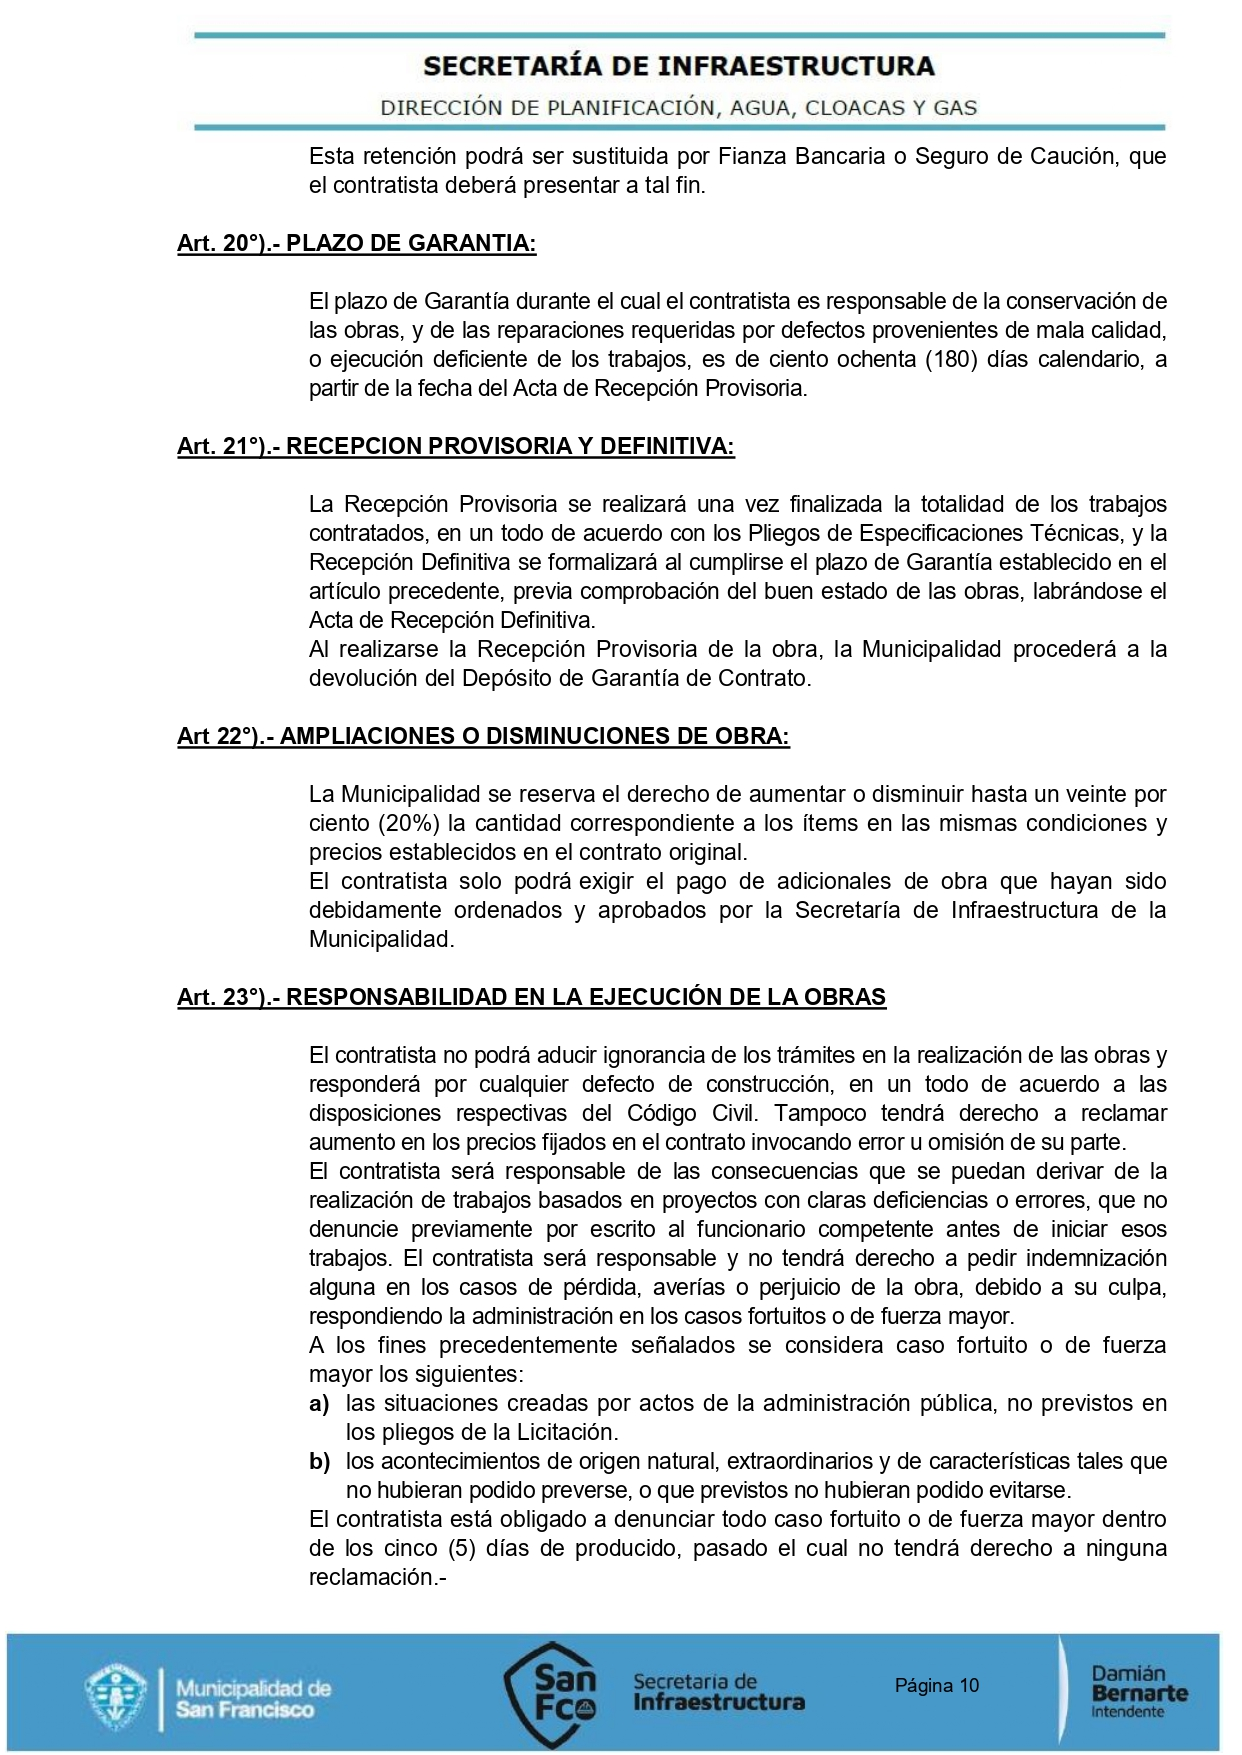 SECRETARÍA DE INFRAESTRUCTURA
DIRECCIÓN DE PLANIFICACIÓN, AGUA, CLOACAS Y GAS
Esta retención podrá ser sustituida por Fianza Bancaria o Seguro de Caución, que
el contratista deberá presentar a tal fin.
Art. 20°).- PLAZO DE GARANTIA:
El plazo de Garantía durante el cual el contratista es responsable de la conservación de
las obras, y de las reparaciones requeridas por defectos provenientes de mala calidad,
o ejecución deficiente de los trabajos, es de ciento ochenta (180) días calendario, a
partir de la fecha del Acta de Recepción Provisoria.
Art. 21°).- RECEPCION PROVISORIA Y DEFINITIVA:
La Recepción Provisoria se realizará una vez finalizada la totalidad de los trabajos
contratados, en un todo de acuerdo con los Pliegos de Especificaciones Técnicas, y la
Recepción Definitiva se formalizará al cumplirse el plazo de Garantía establecido en el
artículo precedente, previa comprobación del buen estado de las obras, labrándose el
Acta de Recepción Definitiva.
Al realizarse la Recepción Provisoria de la obra, la Municipalidad procederá a la
devolución del Depósito de Garantía de Contrato.
Art 22°).- AMPLIACIONES O DISMINUCIONES DE OBRA:
La Municipalidad se reserva el derecho de aumentar o disminuir hasta un veinte por
ciento (20%) la cantidad correspondiente a los ítems en las mismas condiciones y
precios establecidos en el contrato original.
El contratista solo podrá exigir el pago de adicionales de obra que hayan sido
debidamente ordenados y aprobados por la Secretaría de Infraestructura de la
Municipalidad.
Art. 23°).- RESPONSABILIDAD EN LA EJECUCIÓN DE LA OBRAS
El contratista no podrá aducir ignorancia de los trámites en la realización de las obras y
responderá por cualquier defecto de construcción, en un todo de acuerdo a las
disposiciones respectivas del Código Civil. Tampoco tendrá derecho a reclamar
aumento en los precios fijados en el contrato invocando error u omisión de su parte.
El contratista será responsable de las consecuencias que se puedan derivar de la
realización de trabajos basados en proyectos con claras deficiencias o errores, que no
denuncie previamente por escrito al funcionario competente antes de iniciar esos
trabajos. El contratista será responsable y no tendrá derecho a pedir indemnización
alguna en los casos de pérdida, averías o perjuicio de la obra, debido a su culpa,
respondiendo la administración en los casos fortuitos o de fuerza mayor.
A los fines precedentemente señalados se considera caso fortuito o de fuerza
mayor los siguientes:
a) las situaciones creadas por actos de la administración pública, no previstos en
los pliegos de la Licitación.
b) los acontecimientos de origen natural, extraordinarios y de características tales que
no hubieran podido preverse, o que previstos no hubieran podido evitarse.
El contratista está obligado a denunciar todo caso fortuito o de fuerza mayor dentro
de los cinco (5) días de producido, pasado el cual no tendrá derecho a ninguna
reclamación.-
Municipalidad de
San Francisco
San
Fco
Secretaría de
Infraestructura
Página 10
Damián
Bernarte
Intendente